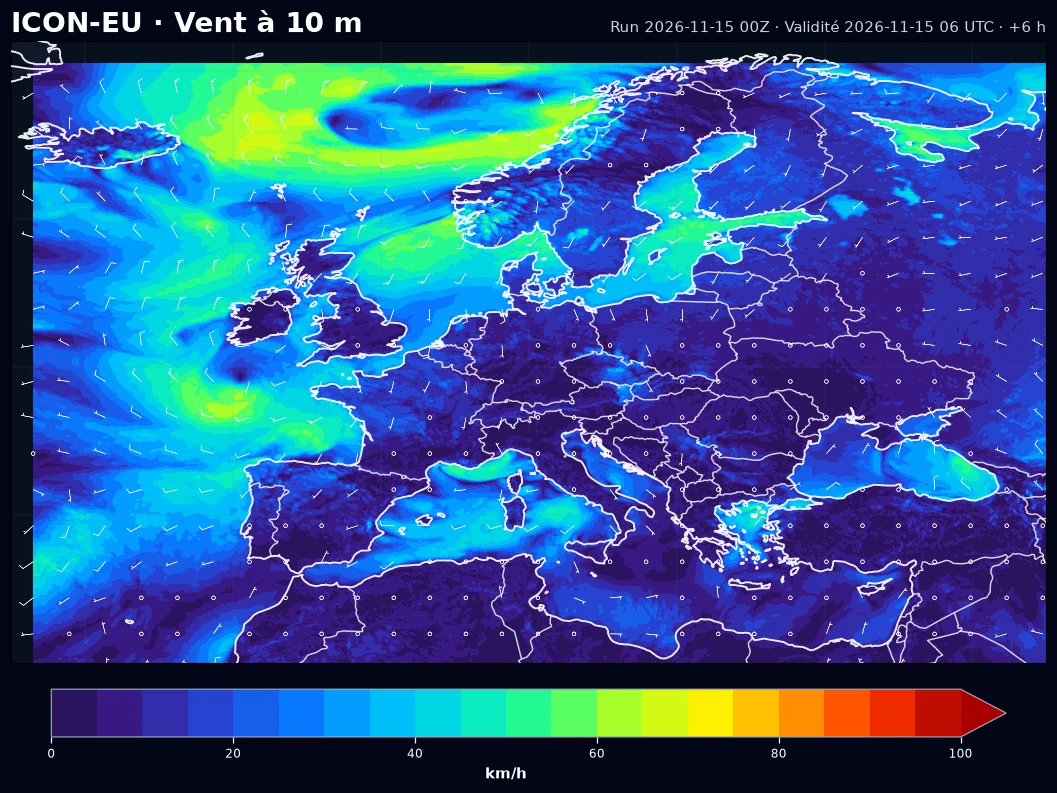 ICON-EU · Vent à 10 m
Run 2026-11-15 00Z · Validité 2026-11-15 06 UTC · +6 h
0 20 40 60 80 100
km/h